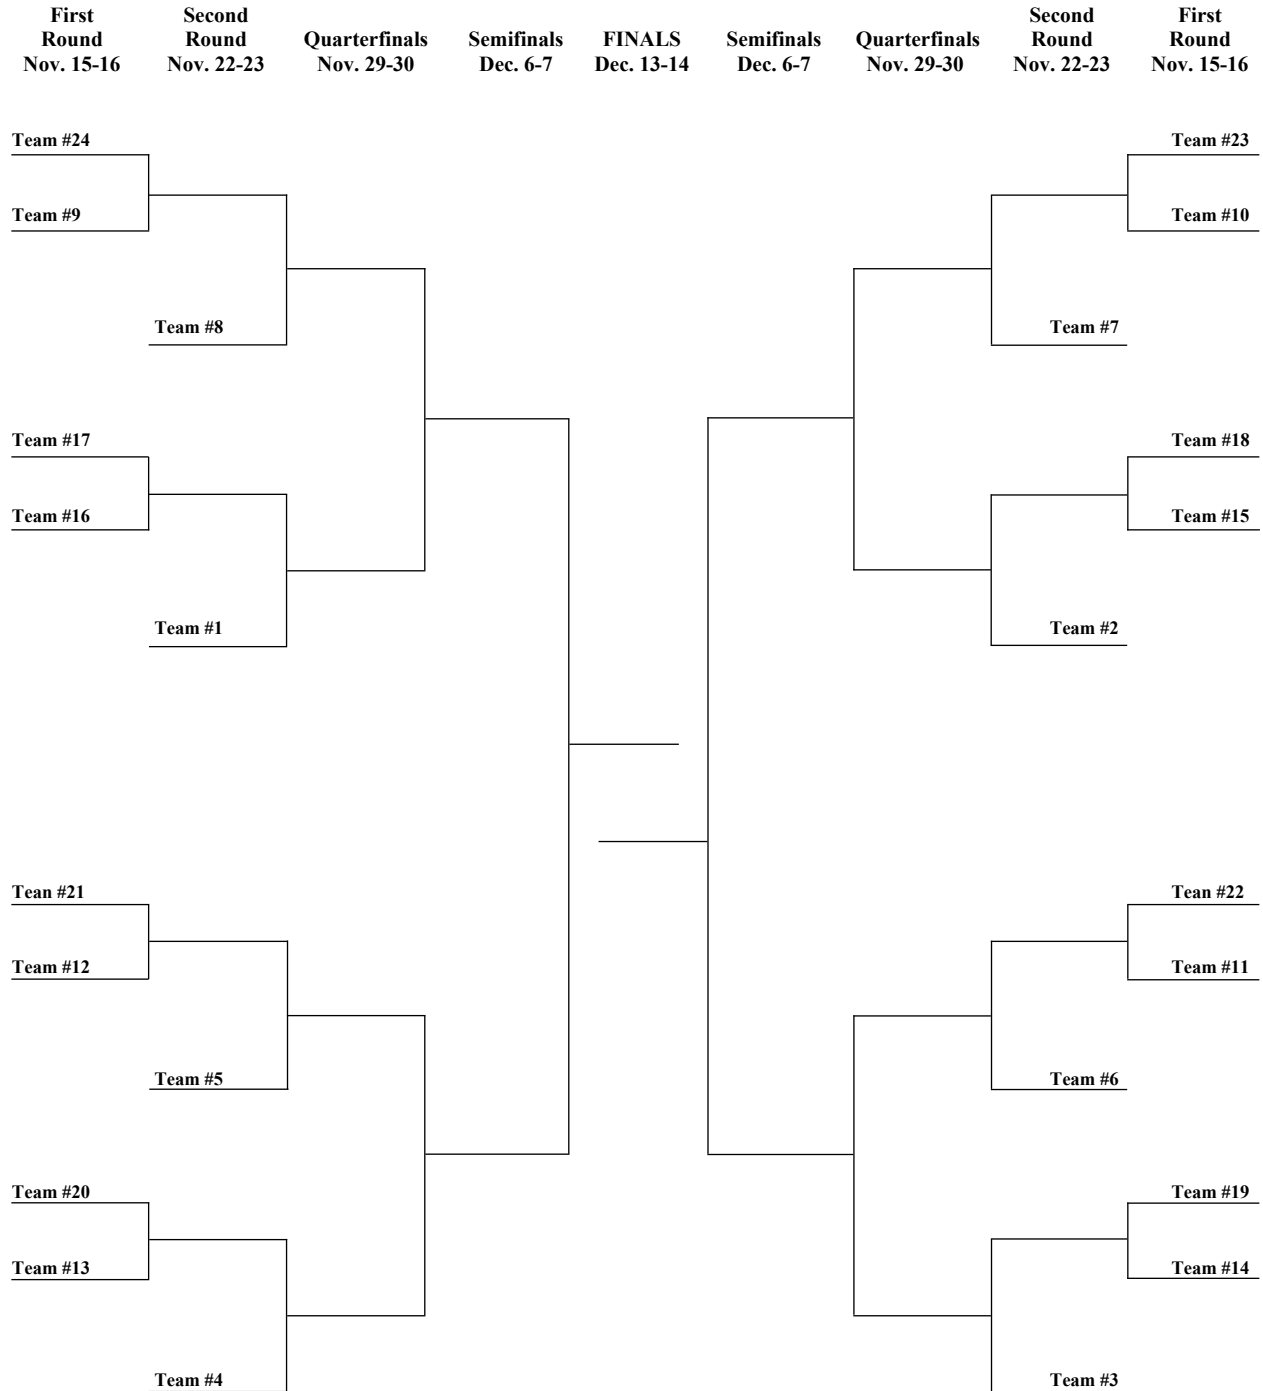 First Second Second First
Round Round Quarterfinals Semifinals FINALS Semifinals Quarterfinals Round Round
Nov. 15-16 Nov. 22-23 Nov. 29-30 Dec. 6-7 Dec. 13-14 Dec. 6-7 Nov. 29-30 Nov. 22-23 Nov. 15-16
Team #24 Team #23
Team #9 Team #10
Team #8 Team #7
Team #17 Team #18
Team #16 Team #15
Team #1 Team #2
Tean #21 Tean #22
Team #12 Team #11
Team #5 Team #6
Team #20 Team #19
Team #13 Team #14
Team #4 Team #3